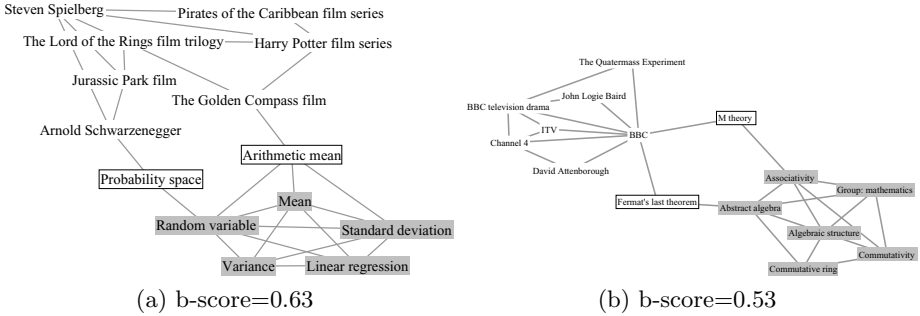 Steven Spielberg
Pirates of the Caribbean film series
The Lord of the Rings film trilogy
Harry Potter film series
Jurassic Park film
The Golden Compass film
Arnold Schwarzenegger
Arithmetic mean
Probability space
Mean
Random variable
Standard deviation
Variance
Linear regression
(a) b-score=0.63
The Quatermass Experiment
John Logie Baird
BBC television drama
M theory
ITV
BBC
Channel 4
David Attenborough
Associativity
Group: mathematics
Fermat's last theorem
Abstract algebra
Algebraic structure
Commutativity
Commutative ring
(b) b-score=0.53